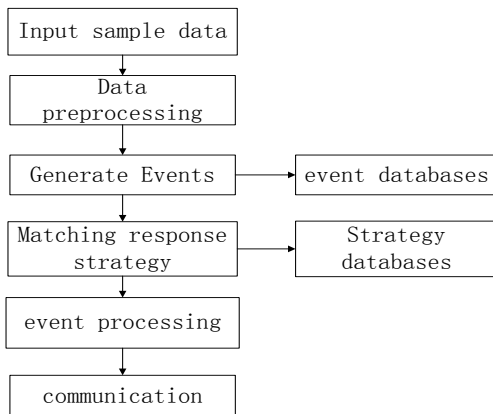 Input sample data
Data
preprocessing
Generate Events
event databases
Matching response
strategy
Strategy
databases
event processing
communication